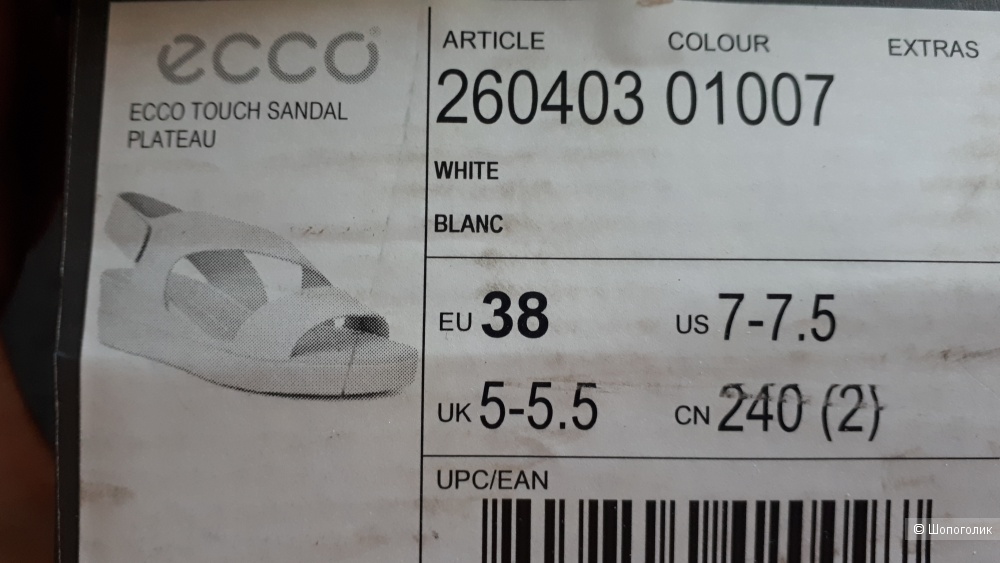 ecco
ECCO TOUCH SANDAL
PLATEAU
ARTICLE COLOUR EXTRAS
260403 01007
WHITE
BLANC
EU 38 US 7-7.5
UK 5-5.5 CN 240 (2)
UPC/EAN
© Шопоголик